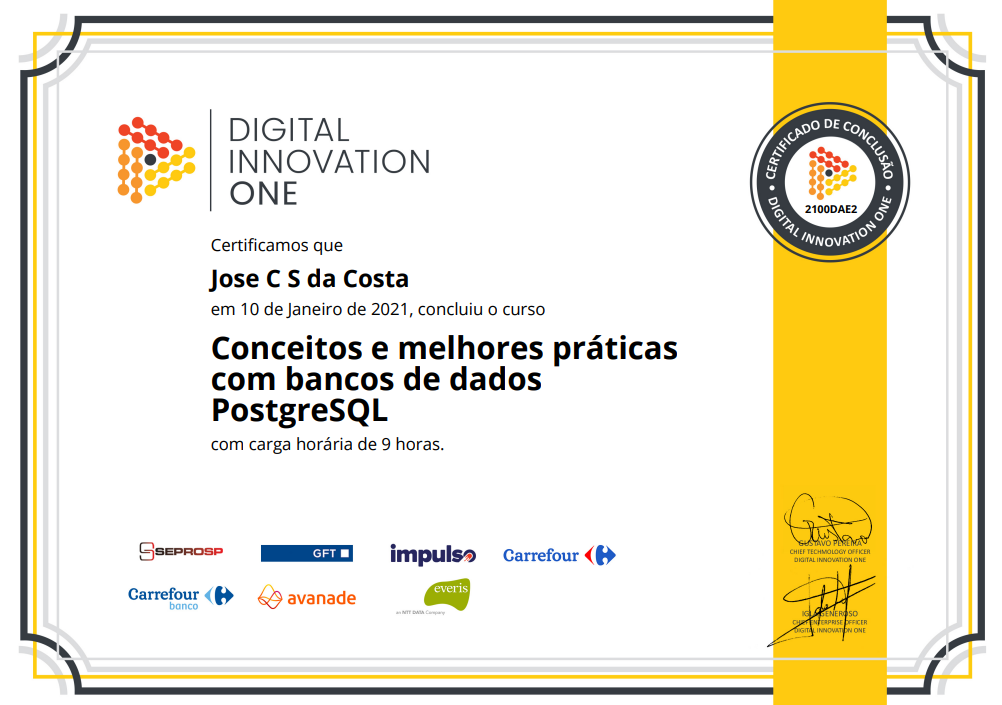 DIGITAL
INNOVATION
ONE
CERTIFICADO DE CONCLUSÃO
2100DAE2
DIGITAL INNOVATION ONE
Certificamos que
Jose C S da Costa
em 10 de Janeiro de 2021, concluiu o curso
Conceitos e melhores práticas
com bancos de dados
PostgreSQL
com carga horária de 9 horas.
GUSTAVO PEREIRA
CHIEF TECHNOLOGY OFFICER
DIGITAL INNOVATION ONE
SEPROSP
GFT
impulso
Carrefour
Carrefour
banco
avanade
everis
an NTT DATA Company
IGLÁ GENEROSO
CHIEF ENTERPRISE OFFICER
DIGITAL INNOVATION ONE